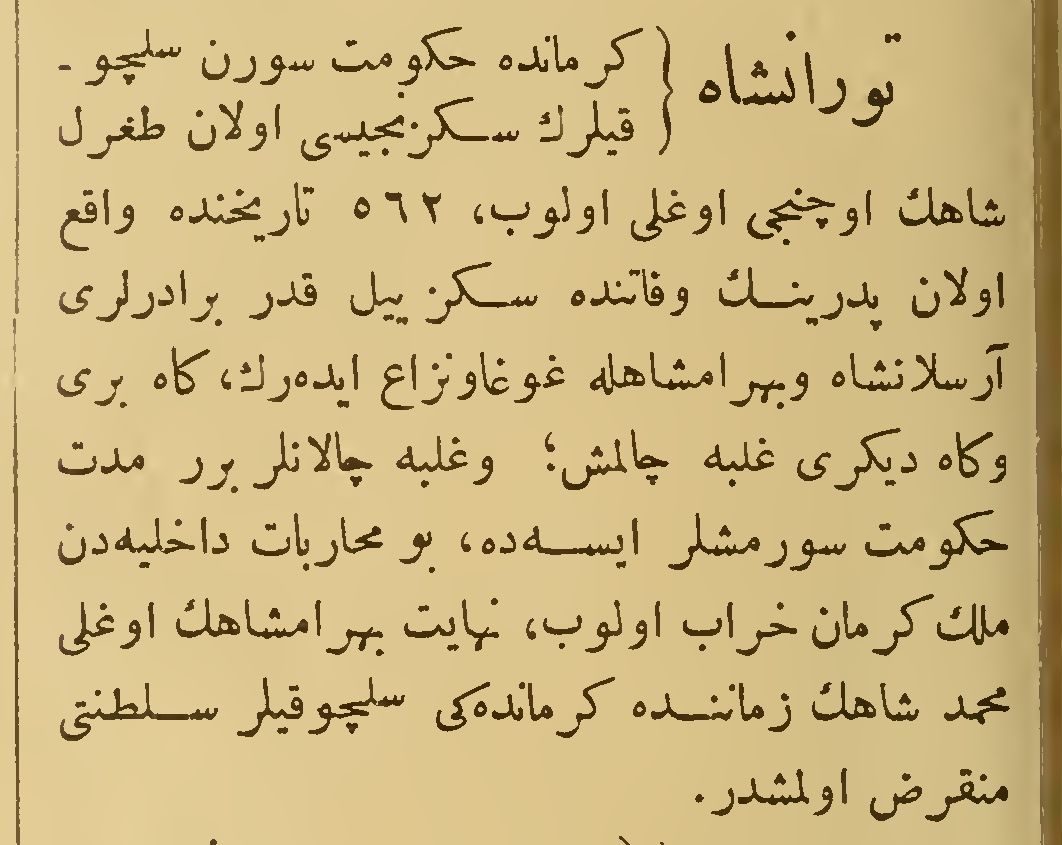 تورانشاه { كرمانده حكومت سورن سلچو -
قيلرك سكزنجيسى اولان طغرل
شاهك اوچنجى اوغلى اولوب، ٥٦٢ تاريخنده واقع
اولان پدرينك وفاتنده سكز ييل قدر برادرلرى
آرسلانشاه وبهرامشاهله غوغاونزاع ايدەرك، كاه برى
وكاه ديكرى غلبه چالمش؛ وغلبه چالانلر برر مدت
حكومت سورمشلر ايسەده، بو محاربات داخليەدن
ملك كرمان خراب اولوب، نهايت بهرامشاهك اوغلى
محمد شاهك زماننده كرماندەكى سلچوقيلر سلطنتى
منقرض اولمشدر.